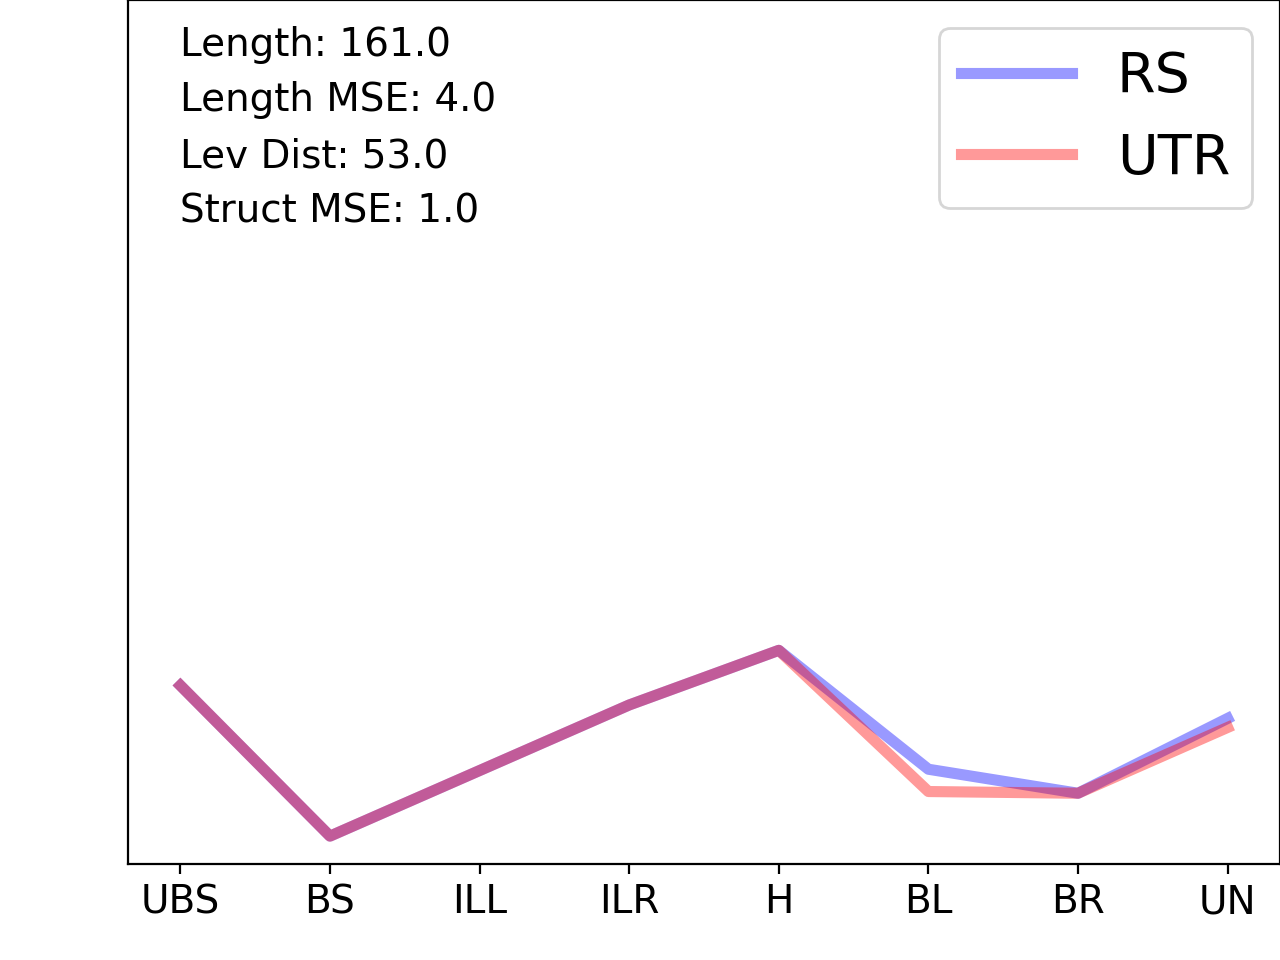 Length: 161.0
Length MSE: 4.0
Lev Dist: 53.0
Struct MSE: 1.0
RS
UTR
UBS BS ILL ILR H BL BR UN